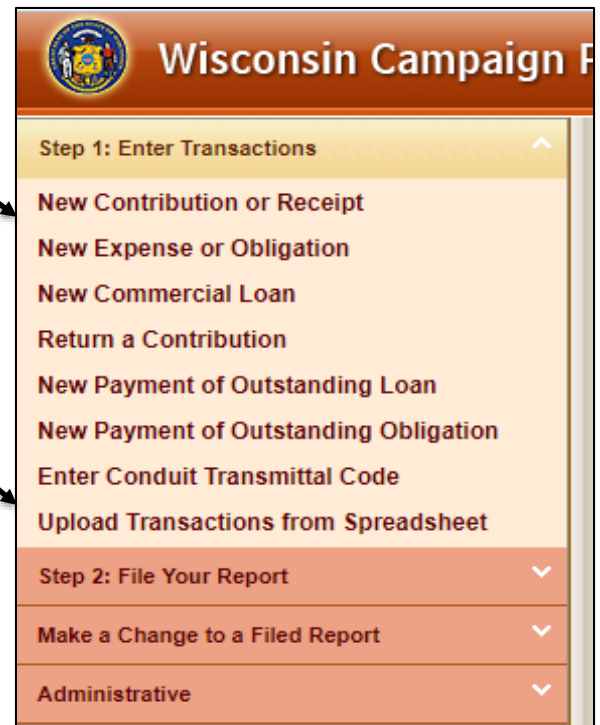 Wisconsin Campaign
Step 1: Enter Transactions
New Contribution or Receipt
New Expense or Obligation
New Commercial Loan
Return a Contribution
New Payment of Outstanding Loan
New Payment of Outstanding Obligation
Enter Conduit Transmittal Code
Upload Transactions from Spreadsheet
Step 2: File Your Report
Make a Change to a Filed Report
Administrative